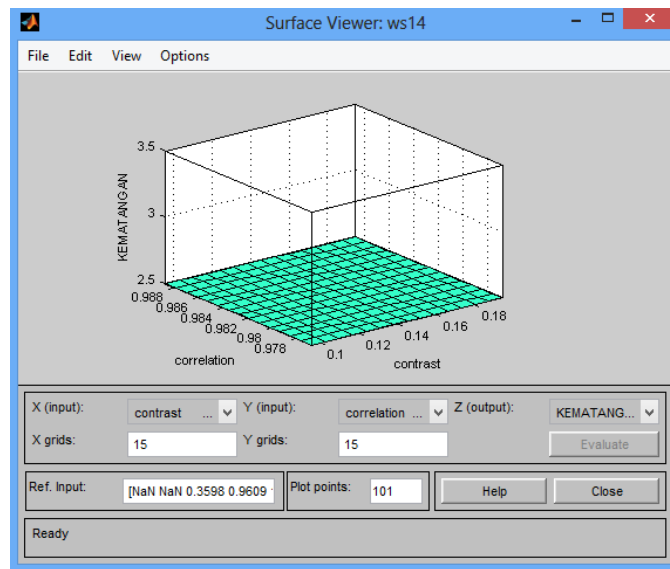 Surface Viewer: ws14
File Edit View Options
3.5
3
2.5
KEMATANGAN
0.988
0.986
0.984
0.982
0.98
0.978
correlation
0.1
0.12
0.14
0.16
0.18
contrast
X (input): contrast ... Y (input): correlation ... Z (output): KEMATANG...
X grids: 15 Y grids: 15 Evaluate
Ref. Input: [NaN NaN 0.3598 0.9609 Plot points: 101 Help Close
Ready